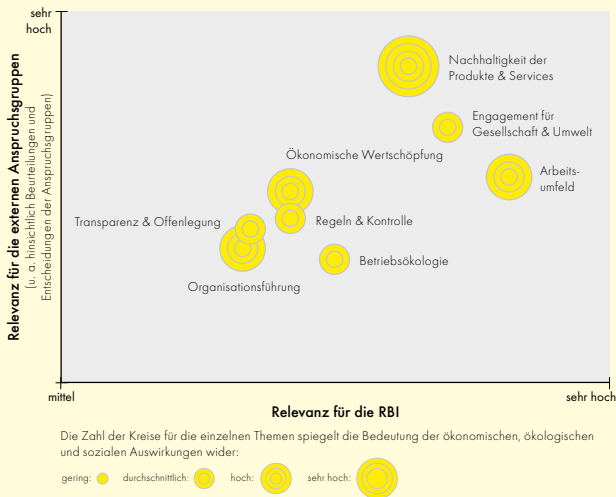 sehr
hoch
Relevanz für die externen Anspruchsgruppen
(u. a. hinsichtlich Beurteilungen und
Entscheidungen der Anspruchsgruppen)
Nachhaltigkeit der
Produkte & Services
Engagement für
Gesellschaft & Umwelt
Ökonomische Wertschöpfung
Arbeits-
umfeld
Transparenz & Offenlegung
Regeln & Kontrolle
Betriebsökologie
Organisationsführung
mittel
sehr hoch
Relevanz für die RBI
Die Zahl der Kreise für die einzelnen Themen spiegelt die Bedeutung der ökonomischen, ökologischen
und sozialen Auswirkungen wider:
gering: durchschnittlich: hoch: sehr hoch: